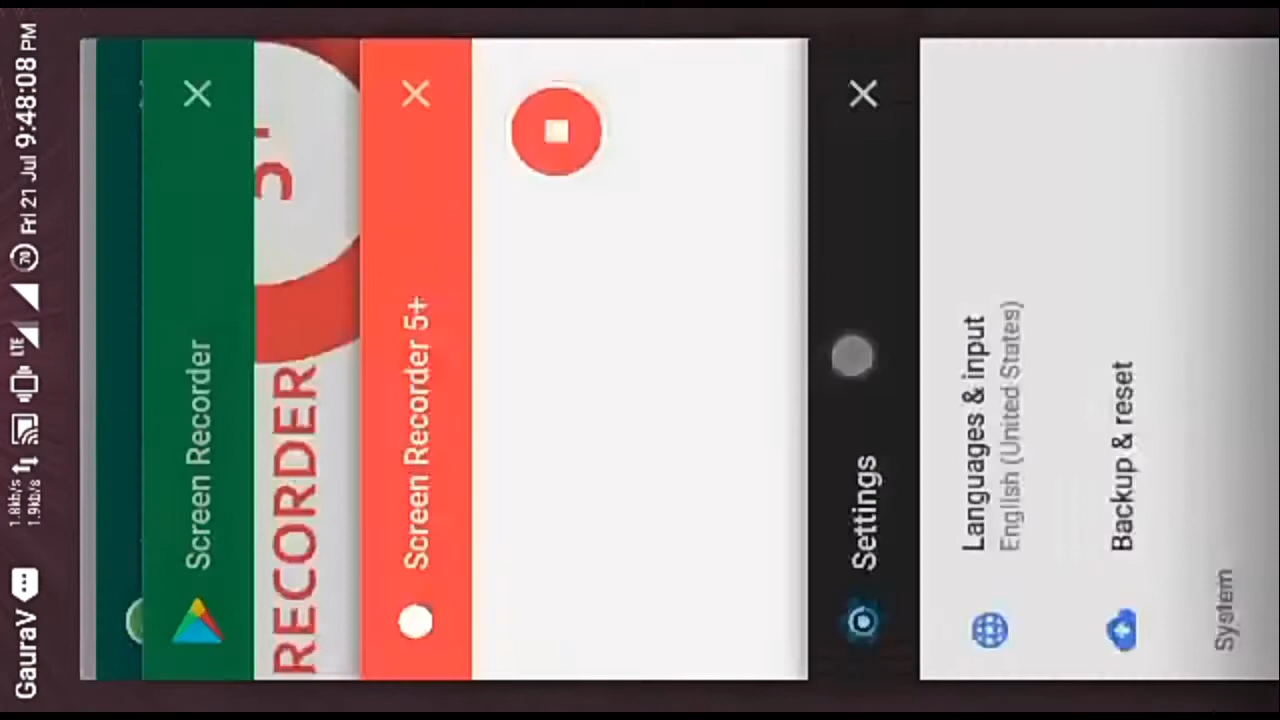 GauraV
1.8kb/s
1.9kb/s
LTE
70
Fri 21 Jul 9:48:08 PM
Screen Recorder
RECORDER
Screen Recorder 5+
Settings
Languages & input
English (United States)
Backup & reset
System